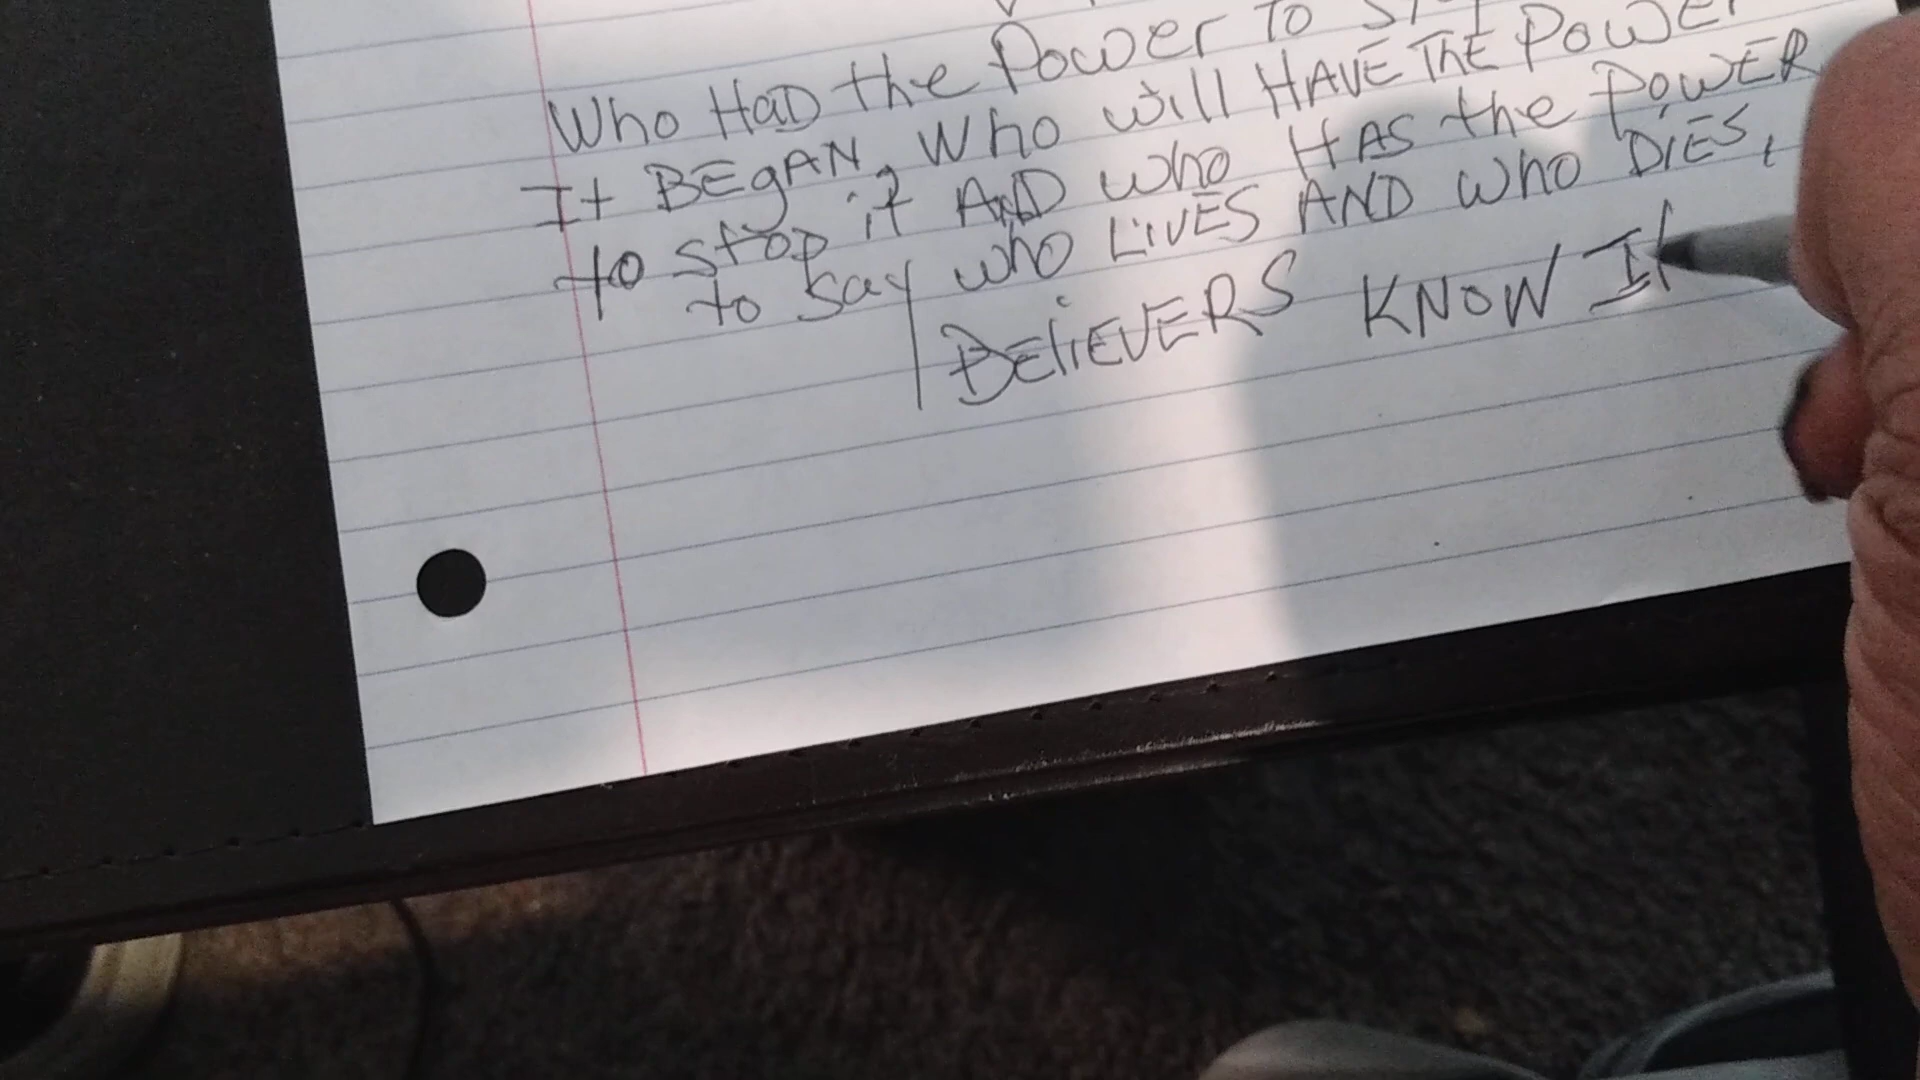 Who HaD the Power To
It BEgAN, Who will HAVE THE POWER
to stop it AND who HAS the POWER
to say who LIVES AND who DIES,
BEliEVERS KNOW It